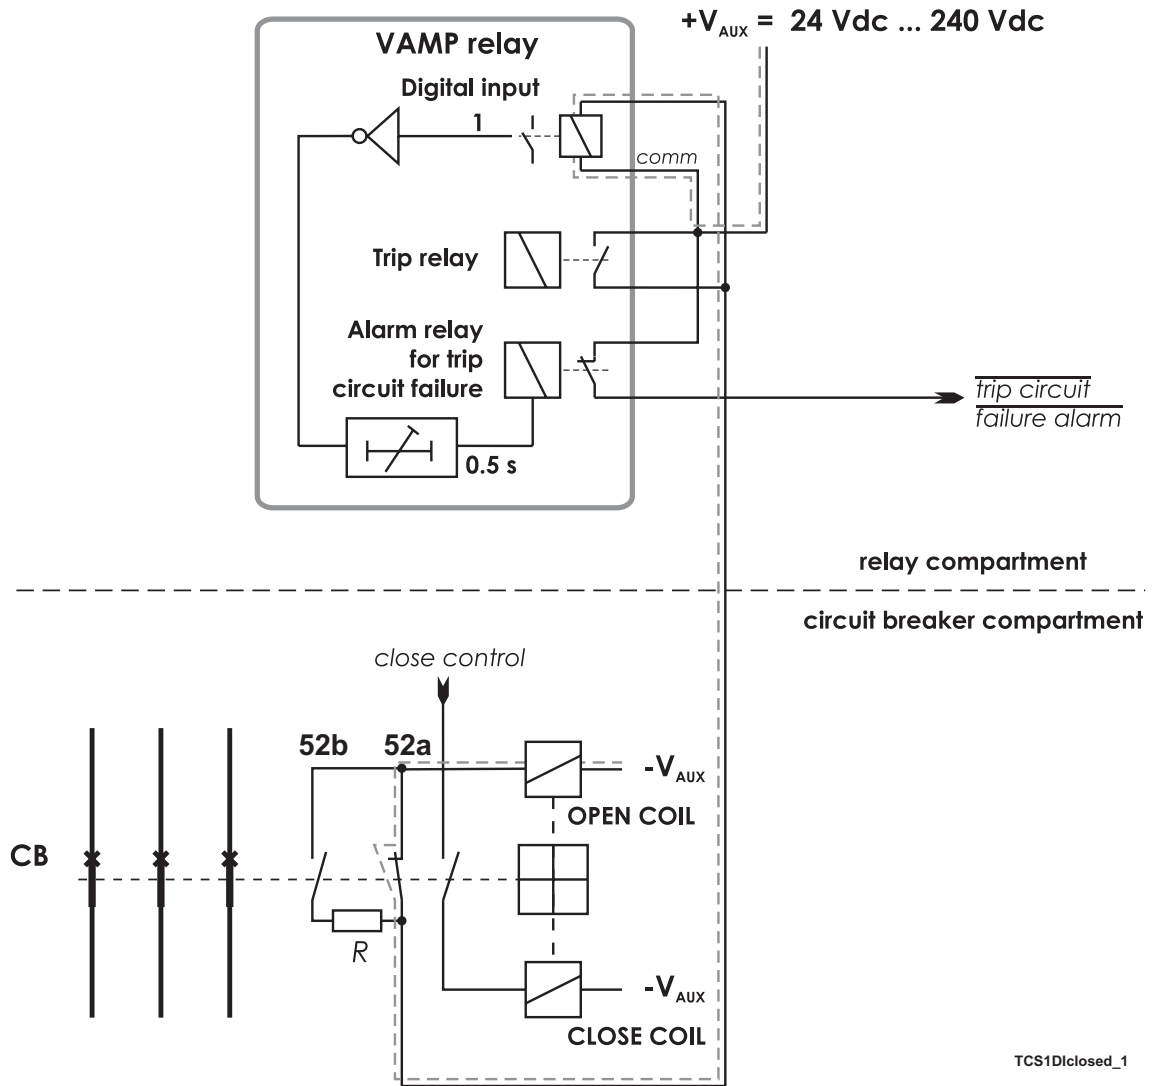 +VAUX = 24 Vdc ... 240 Vdc
VAMP relay
Digital input
1
comm
Trip relay
Alarm relay
for trip
circuit failure
0.5 s
trip circuit
failure alarm
relay compartment
circuit breaker compartment
close control
52b
52a
-VAUX
OPEN COIL
CB
R
-VAUX
CLOSE COIL
TCS1DIclosed_1